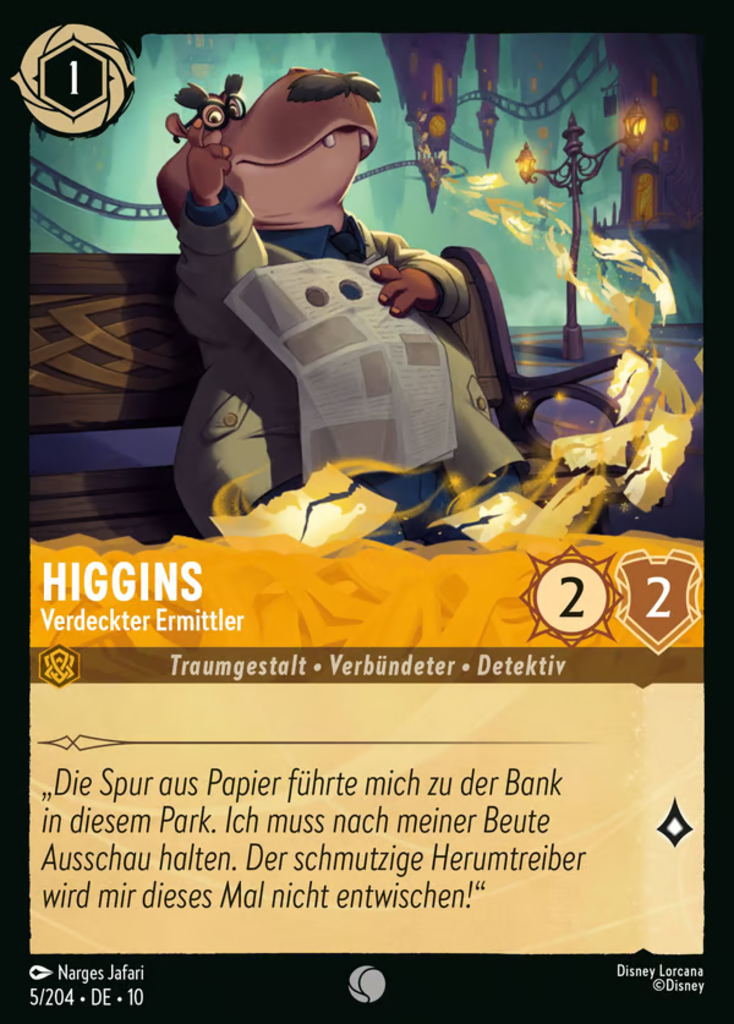 1
HIGGINS
Verdeckter Ermittler
2
2
Traumgestalt • Verbündeter • Detektiv
„Die Spur aus Papier führte mich zu der Bank
in diesem Park. Ich muss nach meiner Beute
Ausschau halten. Der schmutzige Herumtreiber
wird mir dieses Mal nicht entwischen!“
Narges Jafari
5/204 • DE • 10
Disney Lorcana
©Disney